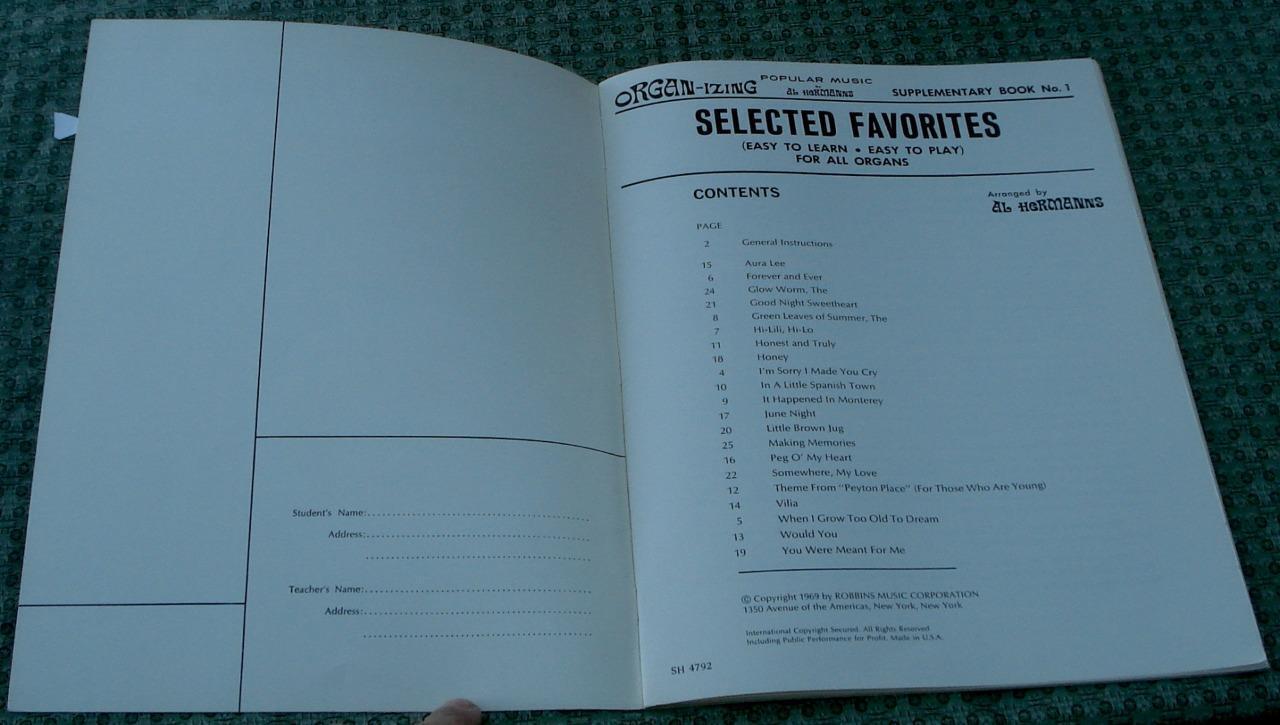 Student's Name:
Address:
Teacher's Name:
Address:
ORGAN-IZING POPULAR MUSIC
BY
AL HERMANNS
SUPPLEMENTARY BOOK No. 1
SELECTED FAVORITES
(EASY TO LEARN • EASY TO PLAY)
FOR ALL ORGANS
CONTENTS
Arranged by
AL HERMANNS
PAGE
2 General Instructions
15 Aura Lee
6 Forever and Ever
24 Glow Worm, The
21 Good Night Sweetheart
8 Green Leaves of Summer, The
7 Hi-Lili, Hi-Lo
11 Honest and Truly
18 Honey
4 I'm Sorry I Made You Cry
10 In A Little Spanish Town
9 It Happened In Monterey
17 June Night
20 Little Brown Jug
25 Making Memories
16 Peg O' My Heart
22 Somewhere, My Love
12 Theme From "Peyton Place" (For Those Who Are Young)
14 Vilia
5 When I Grow Too Old To Dream
13 Would You
19 You Were Meant For Me
© Copyright 1969 by ROBBINS MUSIC CORPORATION
1350 Avenue of the Americas, New York, New York
International Copyright Secured. All Rights Reserved.
Including Public Performance for Profit. Made in U.S.A.
SH 4792